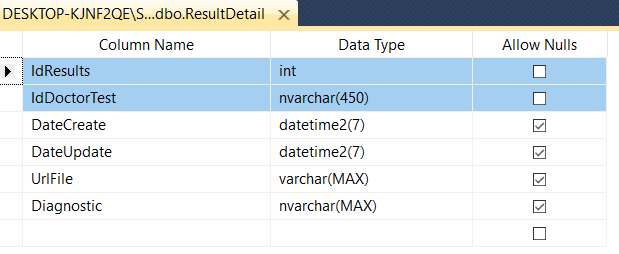 DESKTOP-KJNF2QE\S...dbo.ResultDetail
Column Name Data Type Allow Nulls
IdResults int
IdDoctorTest nvarchar(450)
DateCreate datetime2(7)
DateUpdate datetime2(7)
UrlFile varchar(MAX)
Diagnostic nvarchar(MAX)